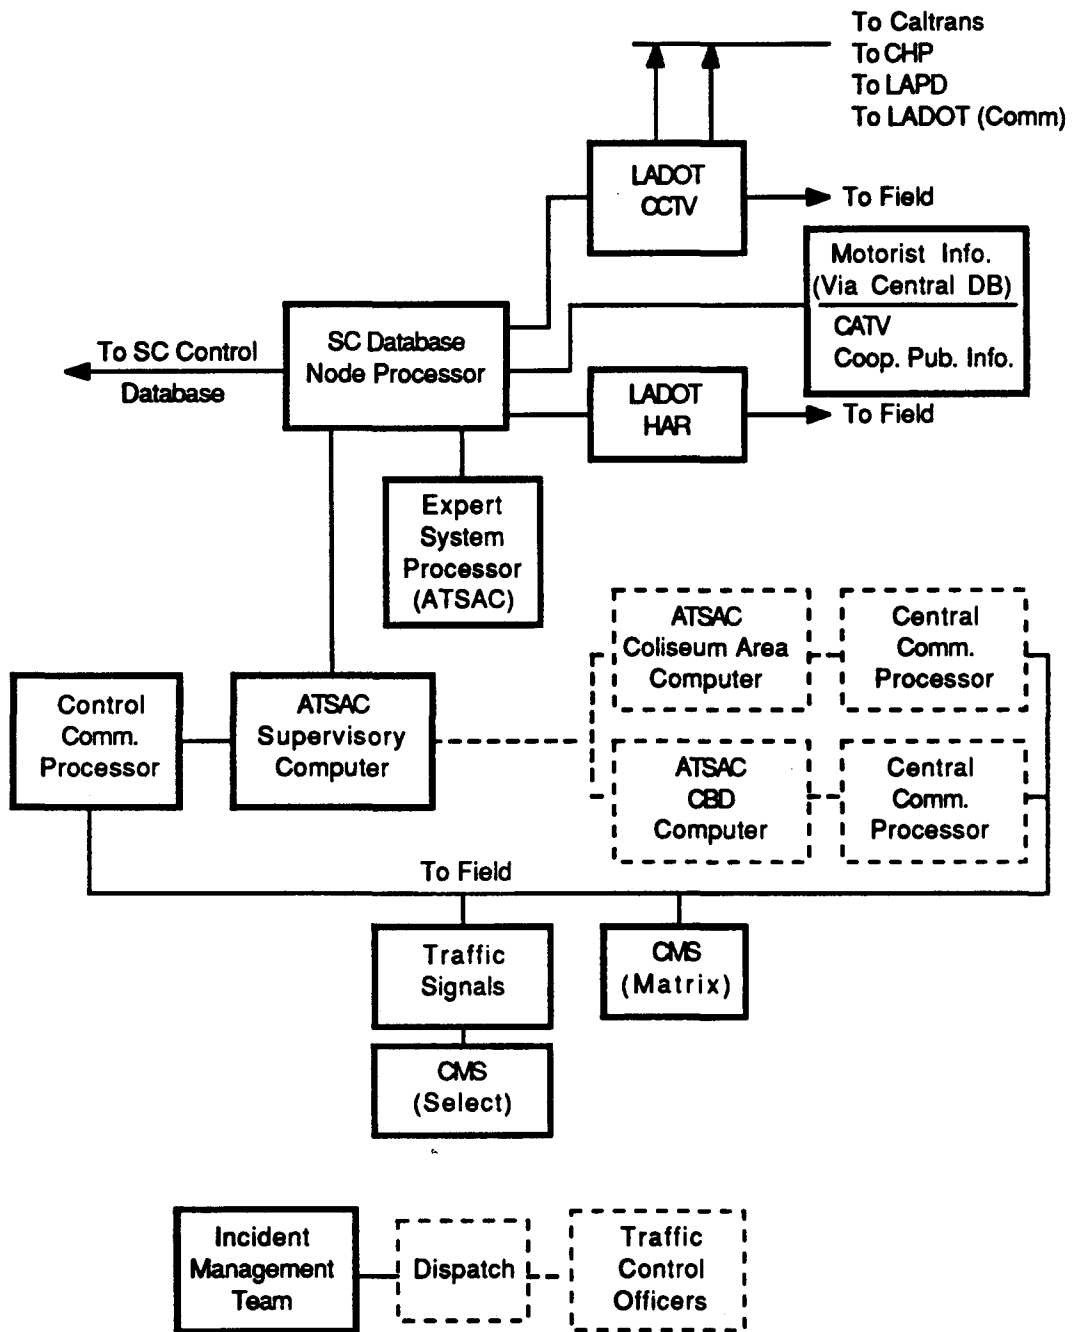 To Caltrans
To CHP
To LAPD
To LADOT (Comm)
LADOT
CCTV
To Field
Motorist Info.
(Via Central DB)
CATV
Coop. Pub. Info.
SC Database
Node Processor
To SC Control
Database
LADOT
HAR
To Field
Expert
System
Processor
(ATSAC)
ATSAC
Coliseum Area
Computer
Central
Comm.
Processor
Control
Comm.
Processor
ATSAC
Supervisory
Computer
ATSAC
CBD
Computer
Central
Comm.
Processor
To Field
Traffic
Signals
CMS
(Matrix)
CMS
(Select)
Incident
Management
Team
Dispatch
Traffic
Control
Officers